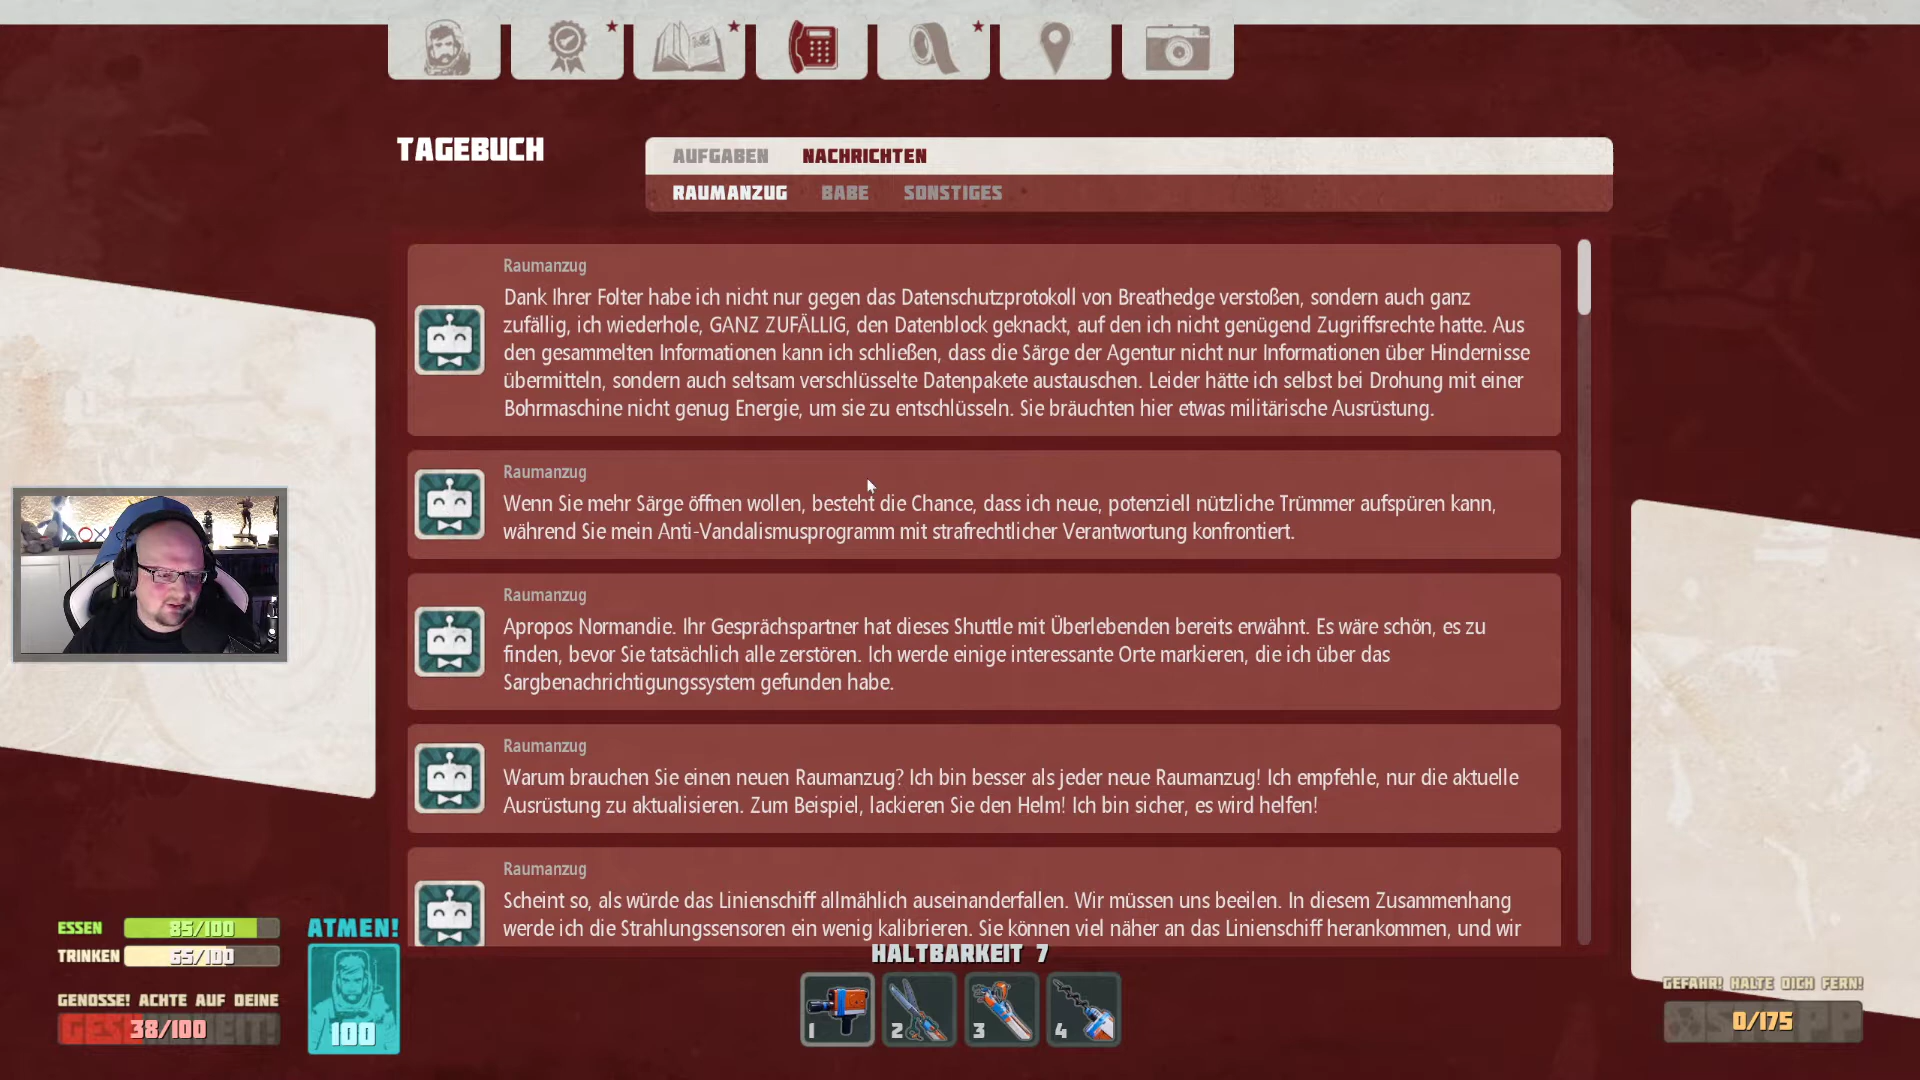 TAGEBUCH
AUFGABEN NACHRICHTEN
RAUMANZUG BABE SONSTIGES
Raumanzug
Dank Ihrer Folter habe ich nicht nur gegen das Datenschutzprotokoll von Breathedge verstoßen, sondern auch ganz
zufällig, ich wiederhole, GANZ ZUFÄLLIG, den Datenblock geknackt, auf den ich nicht genügend Zugriffsrechte hatte. Aus
den gesammelten Informationen kann ich schließen, dass die Särge der Agentur nicht nur Informationen über Hindernisse
übermitteln, sondern auch seltsam verschlüsselte Datenpakete austauschen. Leider hätte ich selbst bei Drohung mit einer
Bohrmaschine nicht genug Energie, um sie zu entschlüsseln. Sie bräuchten hier etwas militärische Ausrüstung.
Raumanzug
Wenn Sie mehr Särge öffnen wollen, besteht die Chance, dass ich neue, potenziell nützliche Trümmer aufspüren kann,
während Sie mein Anti-Vandalismusprogramm mit strafrechtlicher Verantwortung konfrontiert.
Raumanzug
Apropos Normandie. Ihr Gesprächspartner hat dieses Shuttle mit Überlebenden bereits erwähnt. Es wäre schön, es zu
finden, bevor Sie tatsächlich alle zerstören. Ich werde einige interessante Orte markieren, die ich über das
Sargbenachrichtigungssystem gefunden habe.
Raumanzug
Warum brauchen Sie einen neuen Raumanzug? Ich bin besser als jeder neue Raumanzug! Ich empfehle, nur die aktuelle
Ausrüstung zu aktualisieren. Zum Beispiel, lackieren Sie den Helm! Ich bin sicher, es wird helfen!
Raumanzug
Scheint so, als würde das Linienschiff allmählich auseinanderfallen. Wir müssen uns beeilen. In diesem Zusammenhang
werde ich die Strahlungssensoren ein wenig kalibrieren. Sie können viel näher an das Linienschiff herankommen, und wir
ESSEN 85/100
TRINKEN 65/100
GENOSSE! ACHTE AUF DEINE
38/100
ATMEN!
100
HALTBARKEIT 7
1 2 3 4
GEFAHR! HALTE DICH FERN!
0/175